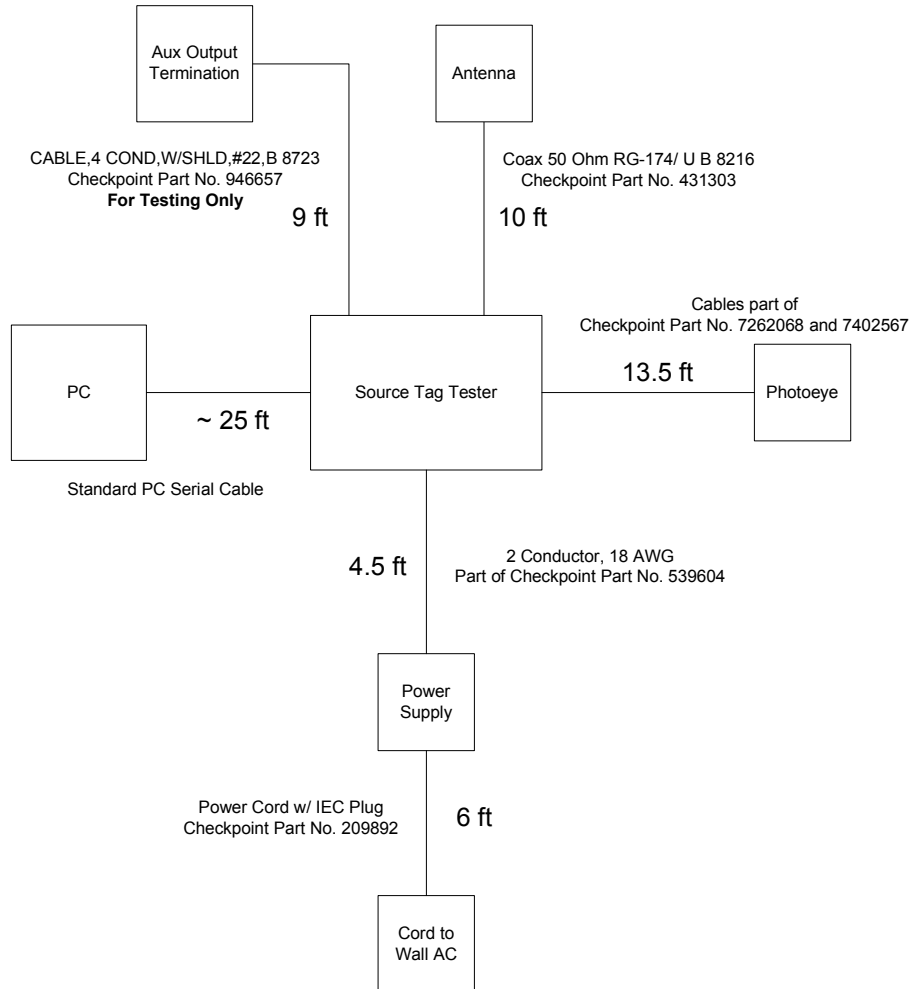 Aux Output
Termination
Antenna
CABLE,4 COND,W/SHLD,#22,B 8723
Checkpoint Part No. 946657
For Testing Only
9 ft
Coax 50 Ohm RG-174/ U B 8216
Checkpoint Part No. 431303
10 ft
Cables part of
Checkpoint Part No. 7262068 and 7402567
13.5 ft
PC
~ 25 ft
Source Tag Tester
Photoeye
Standard PC Serial Cable
4.5 ft
2 Conductor, 18 AWG
Part of Checkpoint Part No. 539604
Power
Supply
Power Cord w/ IEC Plug
Checkpoint Part No. 209892
6 ft
Cord to
Wall AC